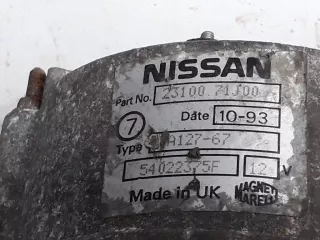 NISSAN
Part No. 23100 71J00
Date 10-93
7
Type A127-67
54022375F 12 V
Made in UK MAGNETI MARELLI